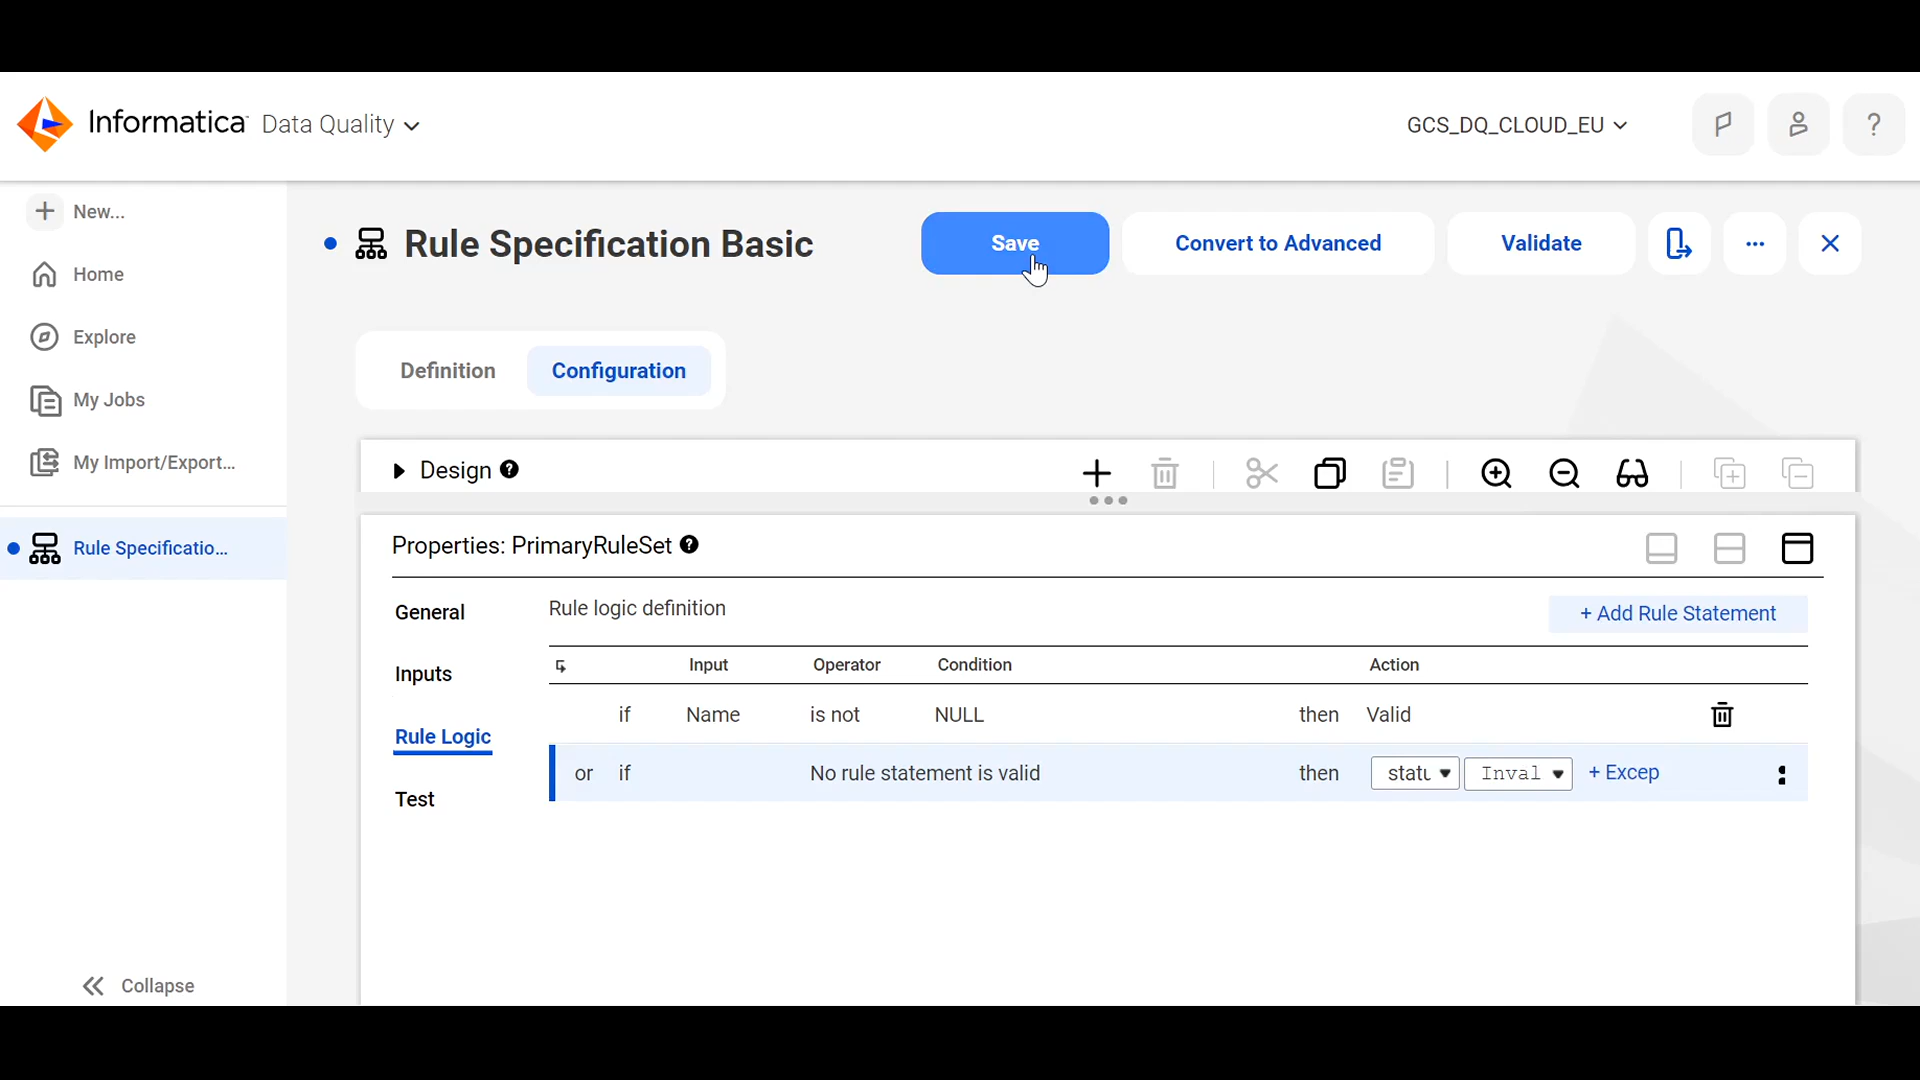 Informatica Data Quality
GCS_DQ_CLOUD_EU
?
New...
Home
Explore
My Jobs
My Import/Export...
Rule Specificatio...
Collapse
Rule Specification Basic
Save
Convert to Advanced
Validate
Definition
Configuration
Design ?
Properties: PrimaryRuleSet ?
General
Inputs
Rule Logic
Test
Rule logic definition
+ Add Rule Statement
Input Operator Condition Action
if Name is not NULL then Valid
or if No rule statement is valid then statu Inval + Excep